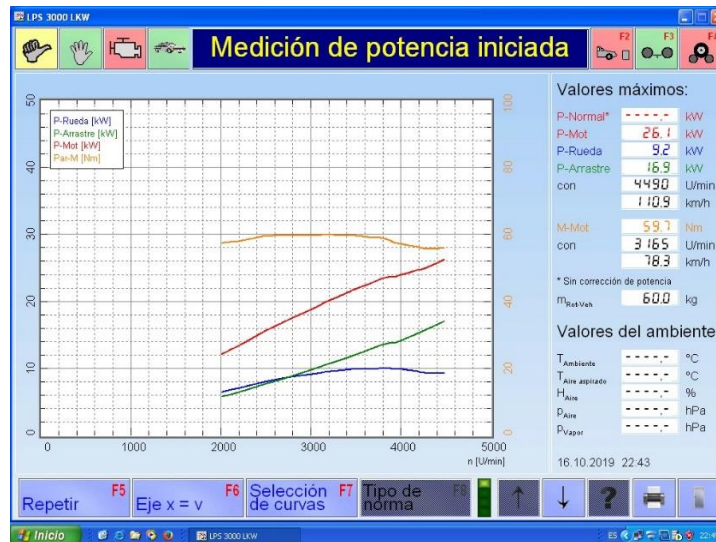 LPS 3000 LKW
Medición de potencia iniciada
F2
F3
F4
50
40
30
20
10
0
P-Rueda [kW]
P-Arrastre [kW]
P-Mot [kW]
Par-M [Nm]
100
80
60
40
20
0
0 1000 2000 3000 4000 5000
n [U/min]
Valores máximos:
P-Normal* ----.- kW
P-Mot 26.1 kW
P-Rueda 9.2 kW
P-Arrastre 16.9 kW
con 4490 U/min
110.9 km/h
M-Mot 59.7 Nm
con 3165 U/min
78.3 km/h
* Sin corrección de potencia
mRot-Veh 60.0 kg
Valores del ambiente
TAmbiente ----.- °C
TAire aspirado ----.- °C
HAire ----.- %
pAire ----.- hPa
pVapor ----.- hPa
16.10.2019 22:43
Repetir F5
Eje x = v F6
Selección de curvas F7
Tipo de norma F8
?
Inicio
LPS 3000 LKW
ES